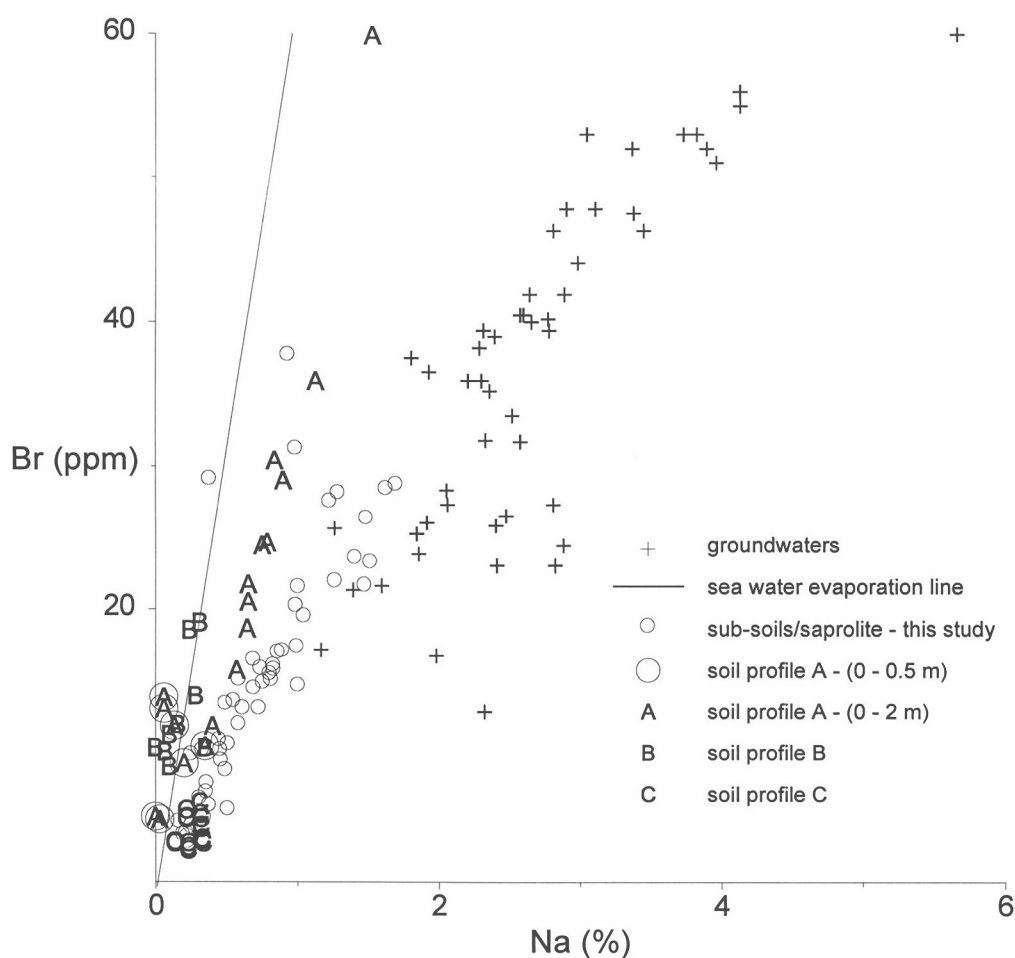 60
40
Br (ppm)
20
0
2
4
6
Na (%)
groundwaters
sea water evaporation line
sub-soils/saprolite - this study
soil profile A - (0 - 0.5 m)
A soil profile A - (0 - 2 m)
B soil profile B
C soil profile C